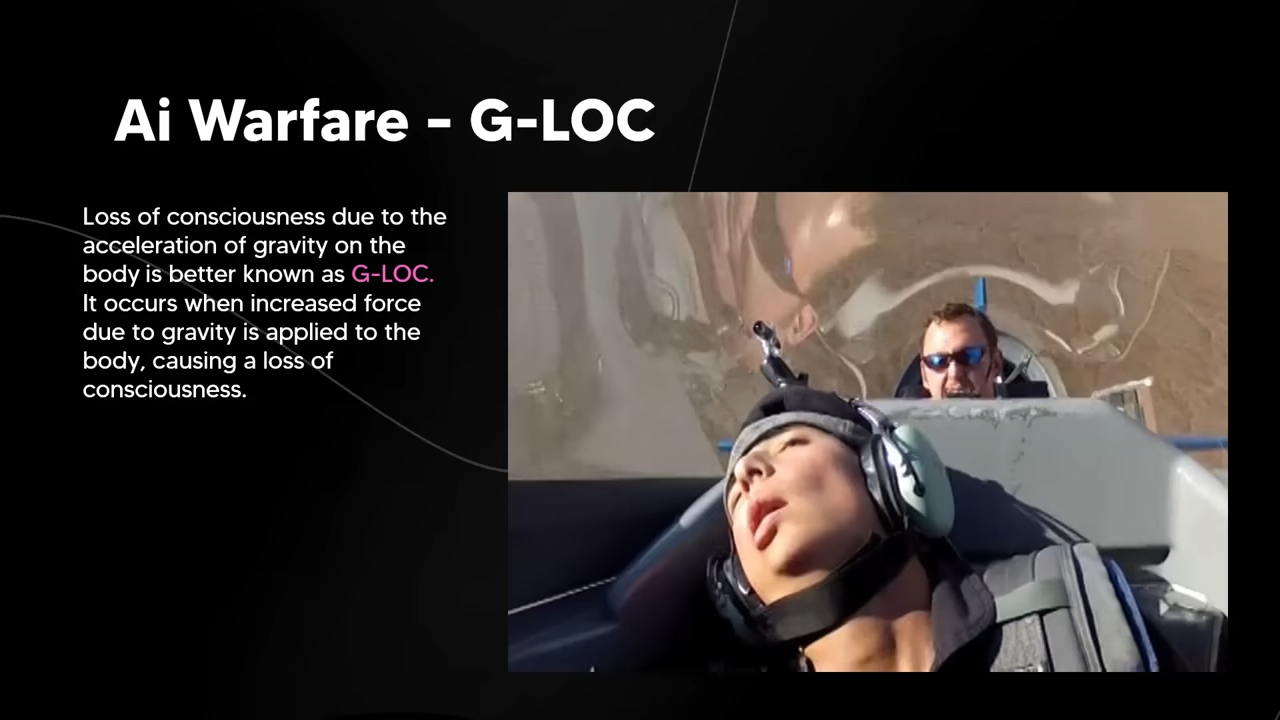 Ai Warfare - G-LOC
Loss of consciousness due to the
acceleration of gravity on the
body is better known as G-LOC.
It occurs when increased force
due to gravity is applied to the
body, causing a loss of
consciousness.